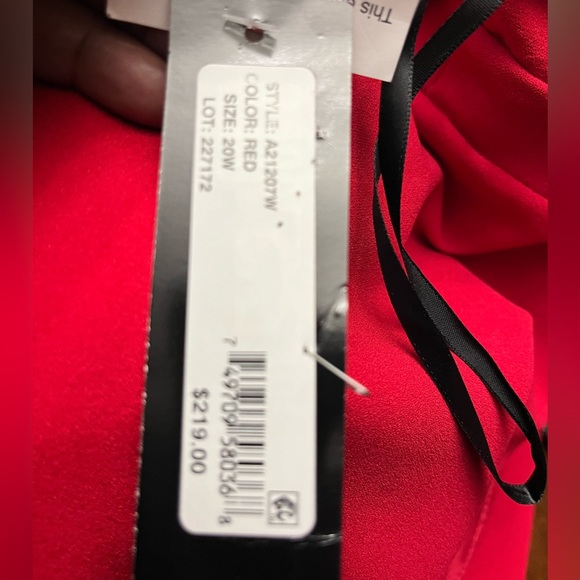 This
STYLE: A21207W
COLOR: RED
SIZE: 20W
LOT: 227172
7 49709 58036 8
$219.00